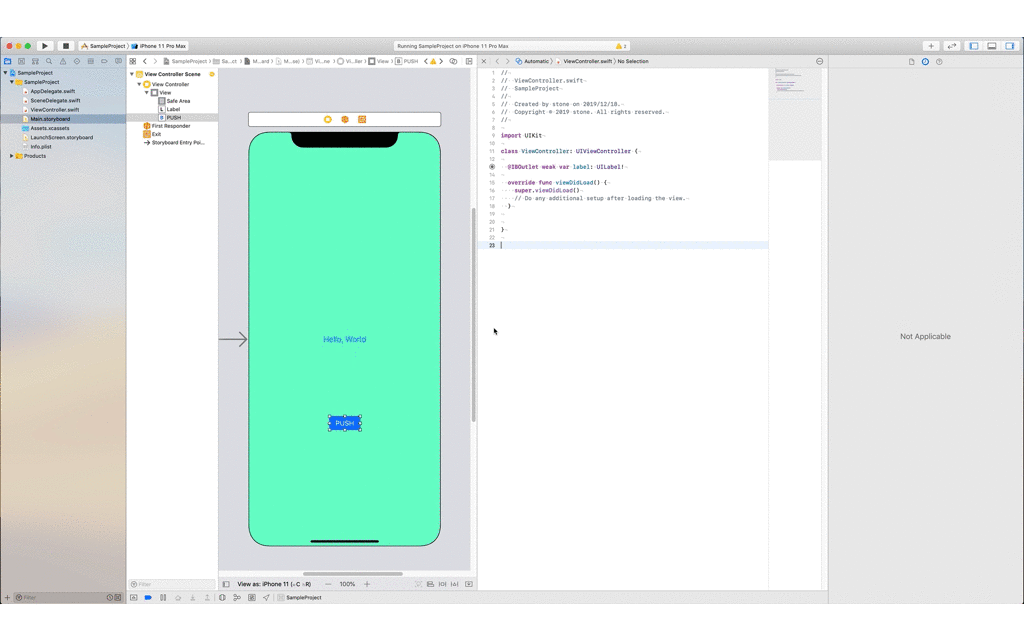 SampleProject 〉 iPhone 11 Pro Max
Running SampleProject on iPhone 11 Pro Max
2
SampleProject
SampleProject
AppDelegate.swift
SceneDelegate.swift
ViewController.swift
Main.storyboard
Assets.xcassets
LaunchScreen.storyboard
Info.plist
Products
Filter
SampleProject 〉 Sa...ct 〉 M...ard 〉 M...se) 〉 Vi...ne 〉 Vi...ller 〉 View 〉 B PUSH
View Controller Scene
View Controller
View
Safe Area
L Label
B PUSH
First Responder
Exit
Storyboard Entry Poi...
Filter
Hello, World
PUSH
View as: iPhone 11 (wC hR)
100%
SampleProject
Automatic 〉 ViewController.swift 〉 No Selection
1 //
2 //  ViewController.swift
3 //  SampleProject
4 //
5 //  Created by stone on 2019/12/18.
6 //  Copyright © 2019 stone. All rights reserved.
7 //
8
9 import UIKit
10
11 class ViewController: UIViewController {
12
@IBOutlet weak var label: UILabel!
14
15 override func viewDidLoad() {
16 super.viewDidLoad()
17 // Do any additional setup after loading the view.
18 }
19
20
21 }
22
23
Not Applicable